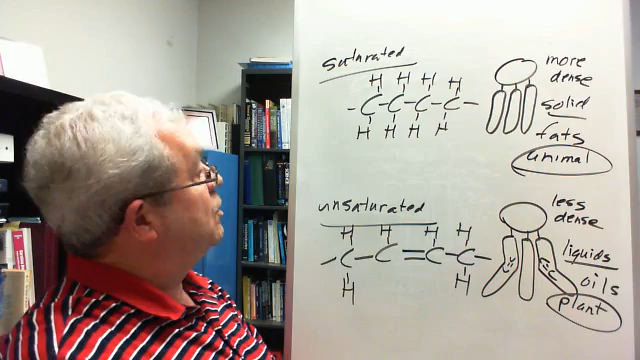 saturated
H H H H
- C - C - C - C -
H H H H
more
dense
solid
fats
animal
unsaturated
H H H H
- C - C = C - C -
H H
less
dense
liquids
oils
plant